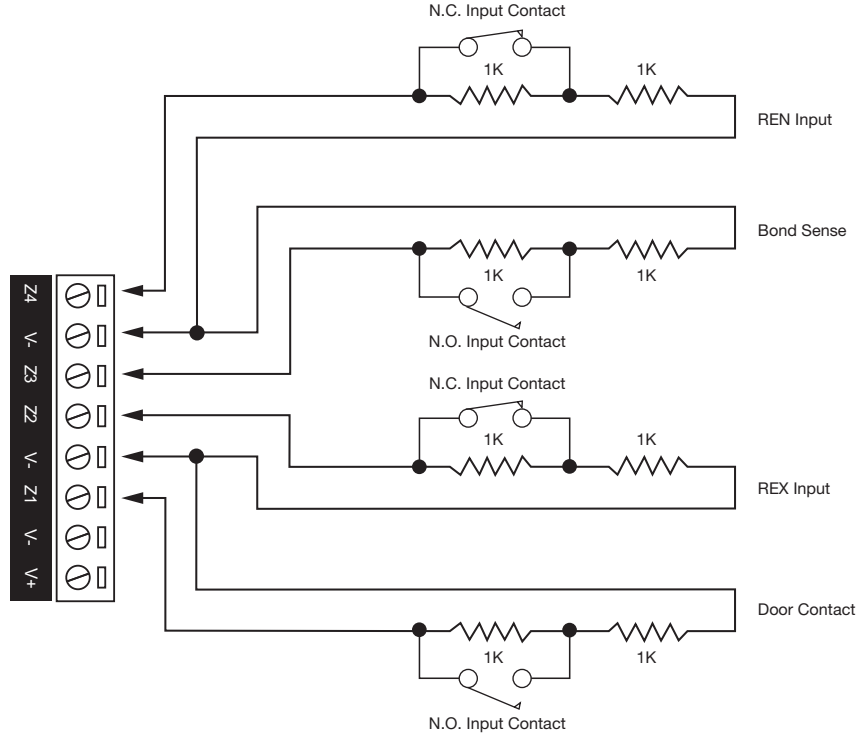 N.C. Input Contact
1K
1K
REN Input
Bond Sense
1K
1K
N.O. Input Contact
N.C. Input Contact
1K
1K
REX Input
Door Contact
1K
1K
N.O. Input Contact
Z4
V-
Z3
Z2
V-
Z1
V-
V+